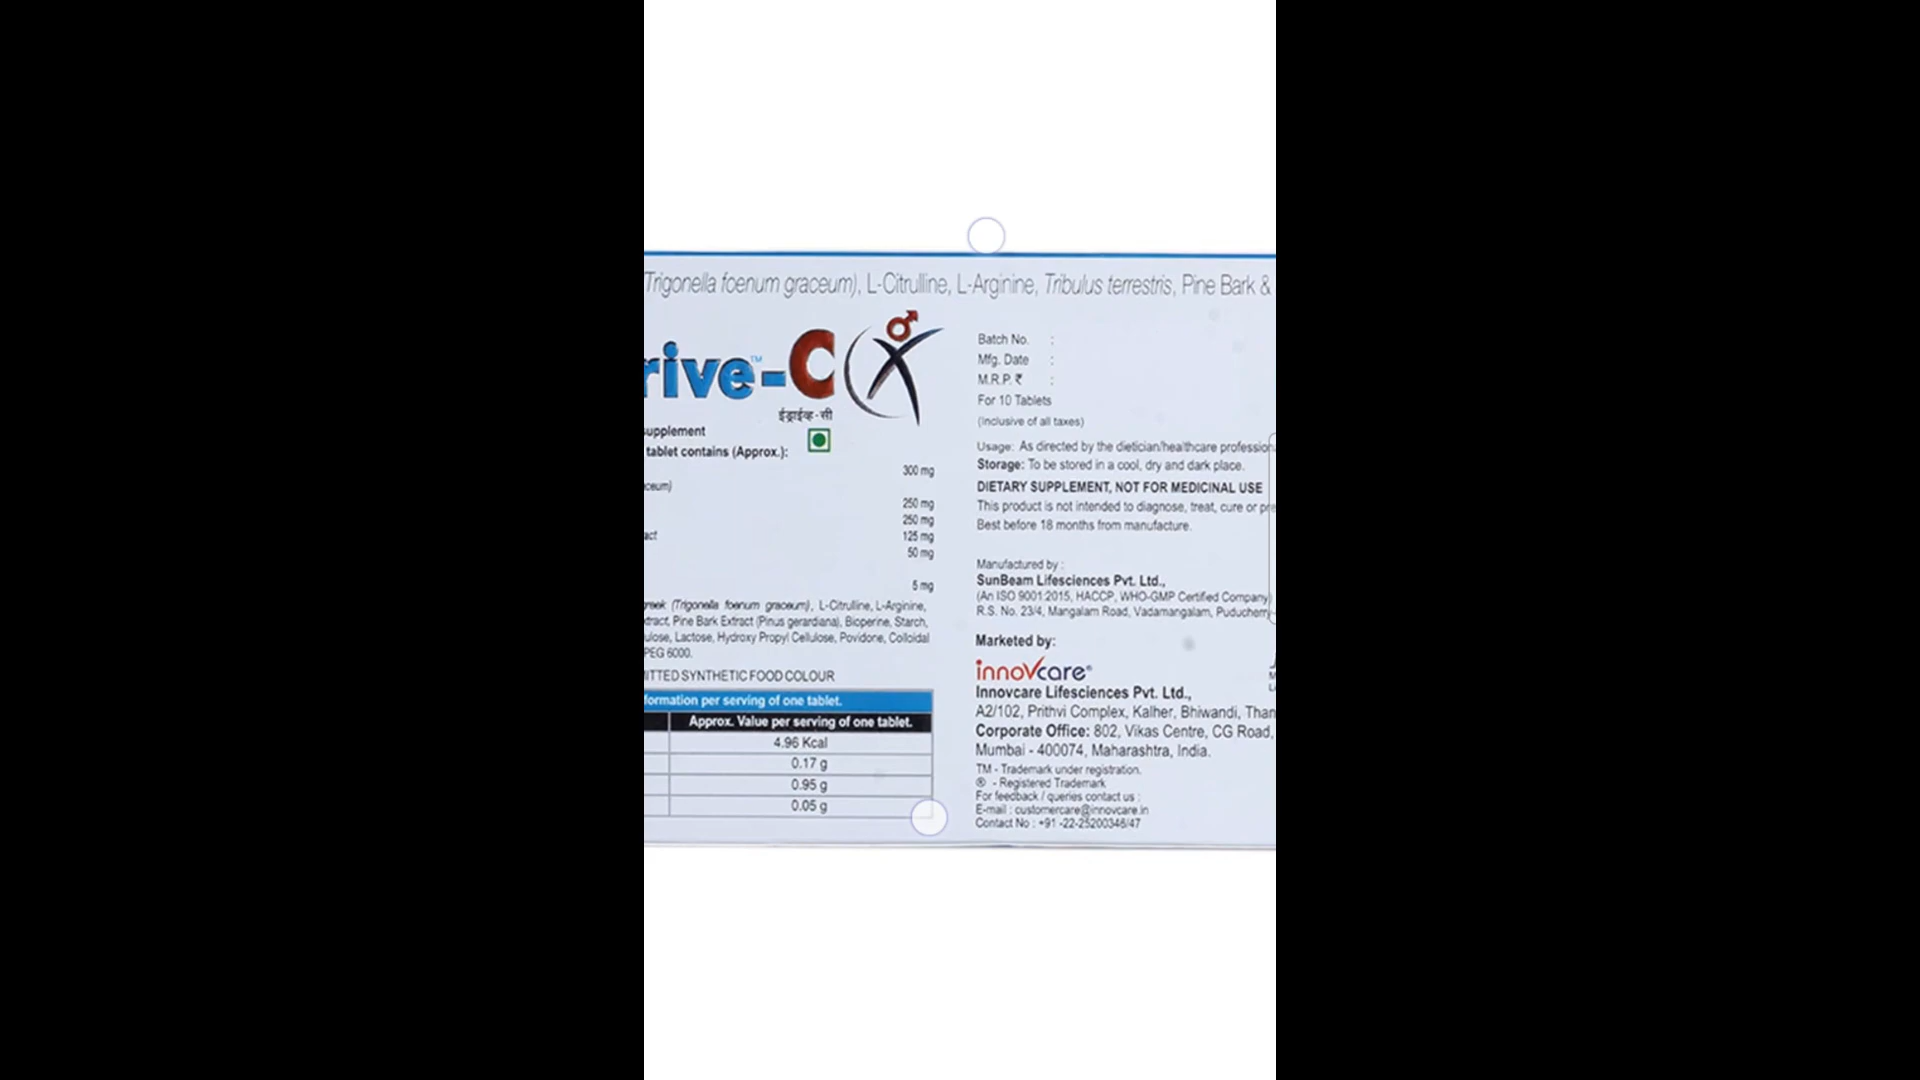 Trigonella foenum graceum), L-Citrulline, L-Arginine, Tribulus terrestris, Pine Bark &
rive™-C
ईड्राईव्ह - सी
supplement
tablet contains (Approx.):
300 mg
ceum)
250 mg
250 mg
act 125 mg
50 mg
5 mg
greek (Trigonella foenum graceum), L-Citrulline, L-Arginine,
xtract, Pine Bark Extract (Pinus gerardiana), Bioperine, Starch,
ulose, Lactose, Hydroxy Propyl Cellulose, Povidone, Colloidal
PEG 6000.
ITTED SYNTHETIC FOOD COLOUR
formation per serving of one tablet.
Approx. Value per serving of one tablet.
4.96 Kcal
0.17 g
0.95 g
0.05 g
Batch No. :
Mfg. Date :
M.R.P. ₹ :
For 10 Tablets
(Inclusive of all taxes)
Usage: As directed by the dietician/healthcare profession
Storage: To be stored in a cool, dry and dark place.
DIETARY SUPPLEMENT, NOT FOR MEDICINAL USE
This product is not intended to diagnose, treat, cure or pre
Best before 18 months from manufacture.
Manufactured by :
SunBeam Lifesciences Pvt. Ltd.,
(An ISO 9001:2015, HACCP, WHO-GMP Certified Company)
R.S. No. 23/4, Mangalam Road, Vadamangalam, Puducherry
Marketed by:
innovcare®
Innovcare Lifesciences Pvt. Ltd.,
A2/102, Prithvi Complex, Kalher, Bhiwandi, Than
Corporate Office: 802, Vikas Centre, CG Road,
Mumbai - 400074, Maharashtra, India.
TM - Trademark under registration.
® - Registered Trademark
For feedback / queries contact us :
E-mail : customercare@innovcare.in
Contact No : +91 -22-25200346/47